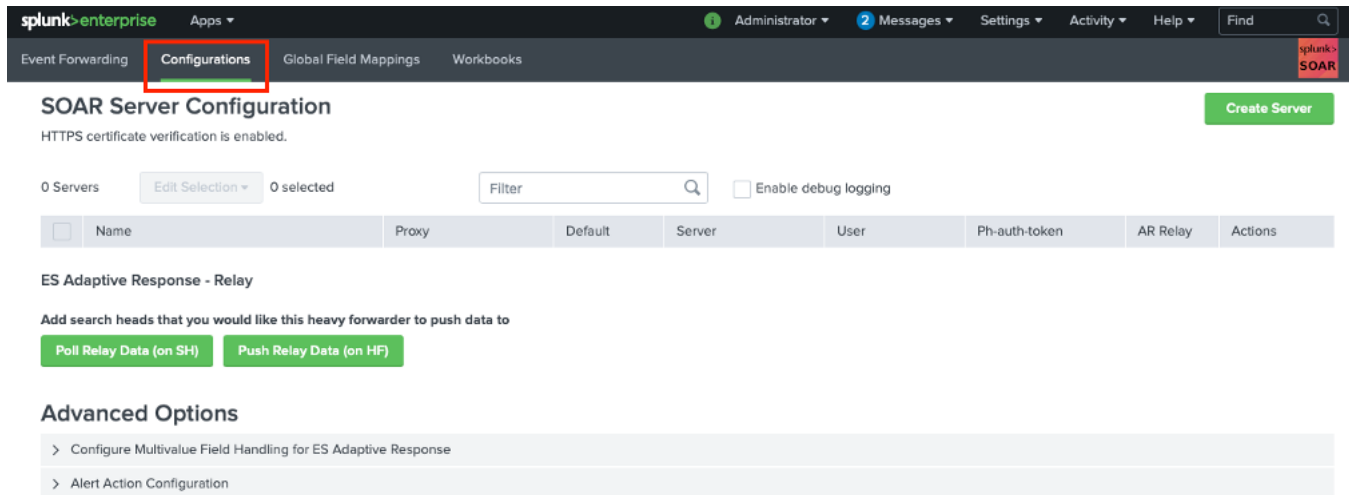 splunk>enterprise Apps Administrator 2 Messages Settings Activity Help Find
Event Forwarding Configurations Global Field Mappings Workbooks splunk> SOAR
SOAR Server Configuration Create Server
HTTPS certificate verification is enabled.
0 Servers Edit Selection 0 selected Filter Enable debug logging
Name Proxy Default Server User Ph-auth-token AR Relay Actions
ES Adaptive Response - Relay
Add search heads that you would like this heavy forwarder to push data to
Poll Relay Data (on SH) Push Relay Data (on HF)
Advanced Options
Configure Multivalue Field Handling for ES Adaptive Response
Alert Action Configuration